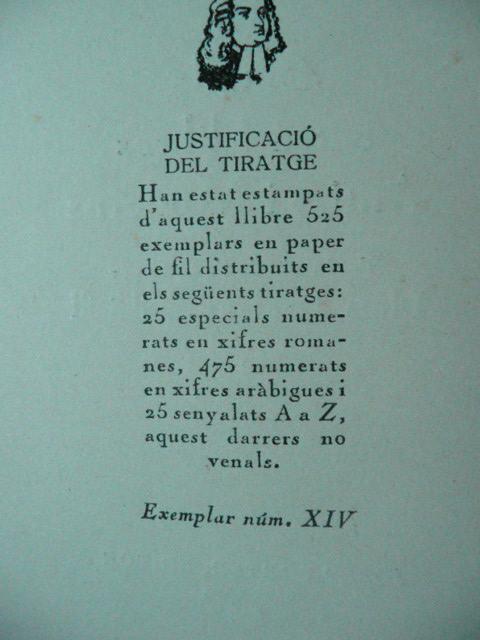 JUSTIFICACIÓ
DEL TIRATGE
Han estat estampats
d'aquest llibre 525
exemplars en paper
de fil distribuits en
els següents tiratges:
25 especials nume-
rats en xifres roma-
nes, 475 numerats
en xifres aràbigues i
25 senyalats A a Z,
aquest darrers no
venals.
Exemplar núm. XIV